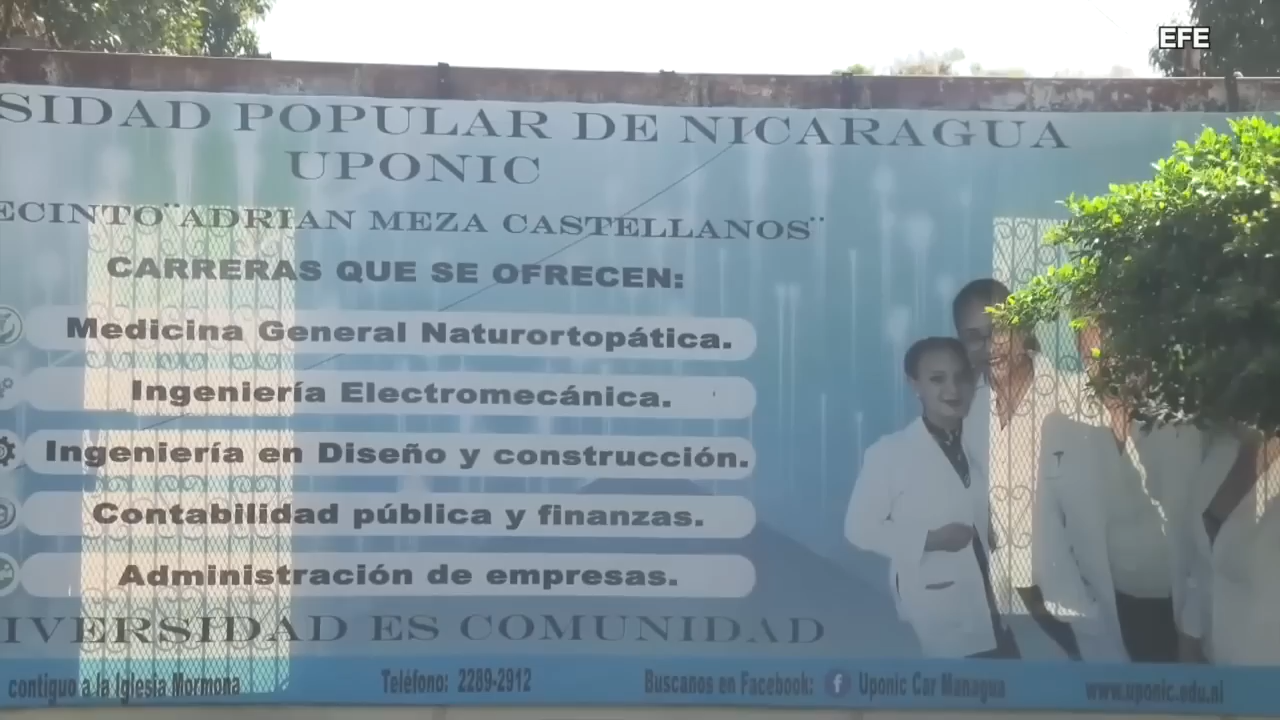 EFE
SIDAD POPULAR DE NICARAGUA
UPONIC
ECINTO¨ADRIAN MEZA CASTELLANOS¨
CARRERAS QUE SE OFRECEN:
Medicina General Naturortopática.
Ingeniería Electromecánica.
Ingeniería en Diseño y construcción.
Contabilidad pública y finanzas.
Administración de empresas.
IVERSIDAD ES COMUNIDAD
contiguo a la Iglesia Mormona Teléfono: 2289-2912 Buscanos en Facebook: f Uponic Car Managua www.uponic.edu.ni